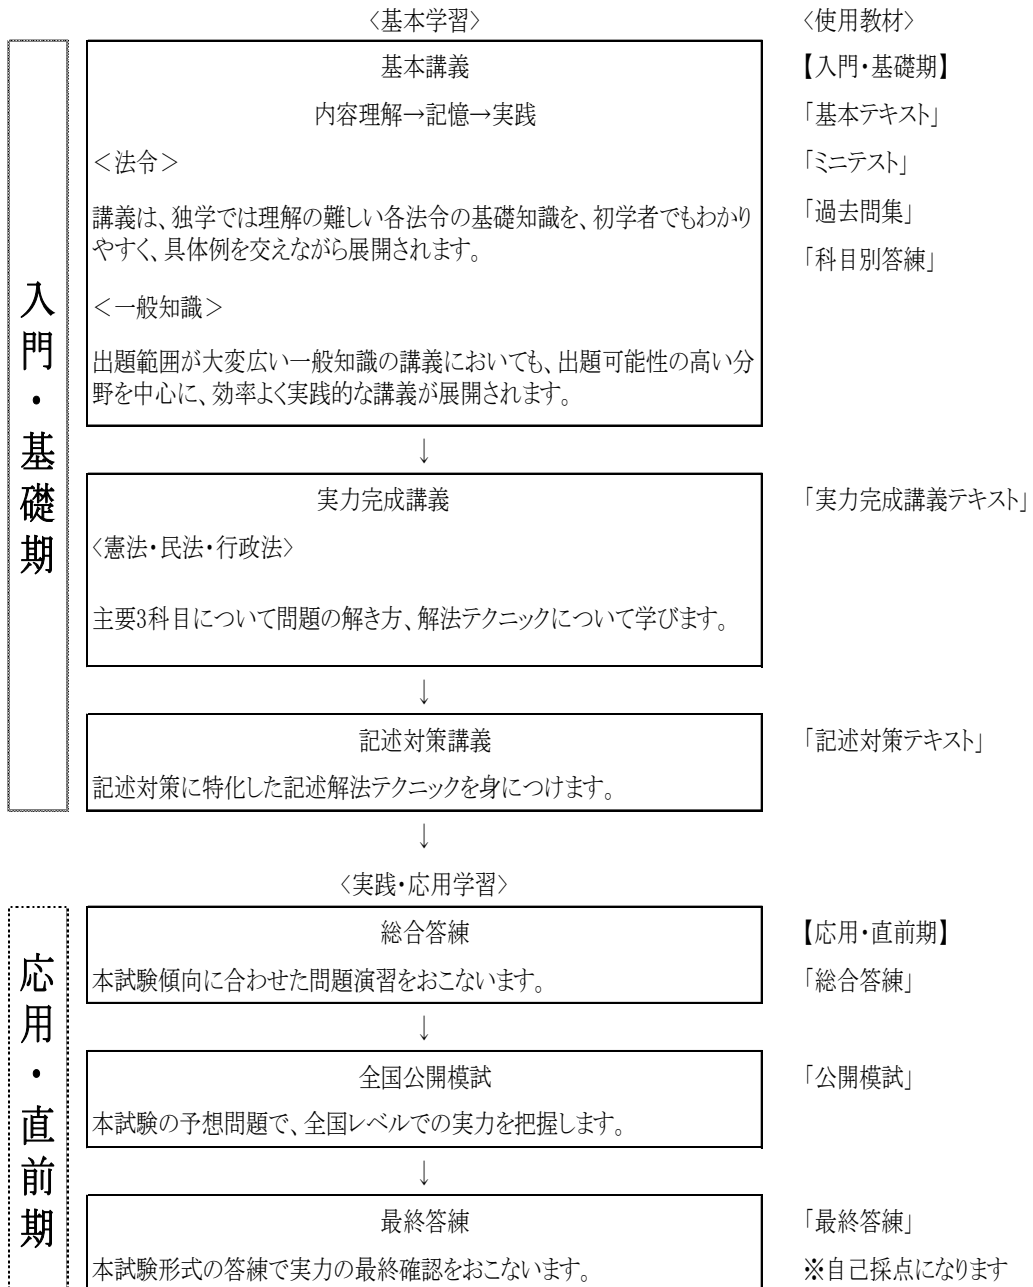 〈基本学習〉
〈使用教材〉
入門・基礎期
基本講義
内容理解→記憶→実践
＜法令＞
講義は、独学では理解の難しい各法令の基礎知識を、初学者でもわかり
やすく、具体例を交えながら展開されます。
＜一般知識＞
出題範囲が大変広い一般知識の講義においても、出題可能性の高い分
野を中心に、効率よく実践的な講義が展開されます。
【入門・基礎期】
「基本テキスト」
「ミニテスト」
「過去問集」
「科目別答練」
↓
実力完成講義
〈憲法・民法・行政法〉
主要3科目について問題の解き方、解法テクニックについて学びます。
「実力完成講義テキスト」
↓
記述対策講義
記述対策に特化した記述解法テクニックを身につけます。
「記述対策テキスト」
↓
〈実践・応用学習〉
応用・直前期
総合答練
本試験傾向に合わせた問題演習をおこないます。
【応用・直前期】
「総合答練」
↓
全国公開模試
本試験の予想問題で、全国レベルでの実力を把握します。
「公開模試」
↓
最終答練
本試験形式の答練で実力の最終確認をおこないます。
「最終答練」
※自己採点になります